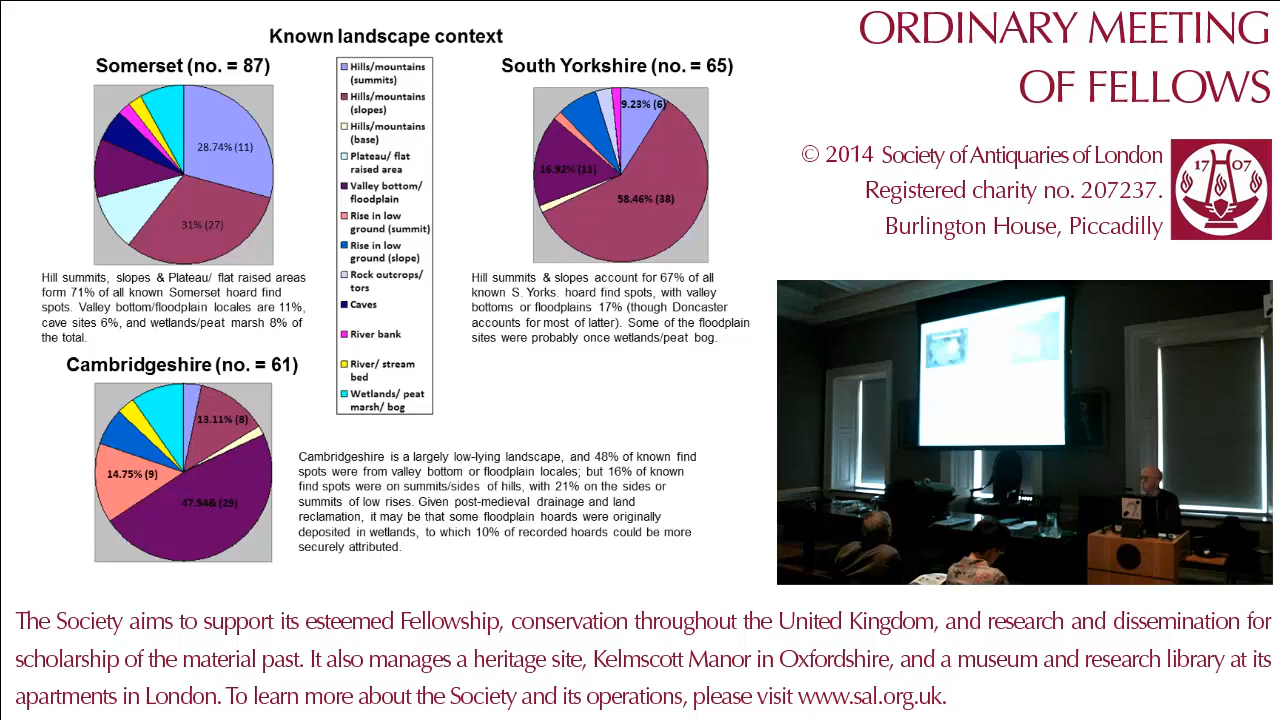 Known landscape context
Somerset (no. = 87)
28.74% (11)
31% (27)
Hill summits, slopes & Plateau/ flat raised areas
form 71% of all known Somerset hoard find
spots. Valley bottom/floodplain locales are 11%,
cave sites 6%, and wetlands/peat marsh 8% of
the total.
Hills/mountains
(summits)
Hills/mountains
(slopes)
Hills/mountains
(base)
Plateau/ flat
raised area
Valley bottom/
floodplain
Rise in low
ground (summit)
Rise in low
ground (slope)
Rock outcrops/
tors
Caves
River bank
River/ stream
bed
Wetlands/ peat
marsh/ bog
South Yorkshire (no. = 65)
9.23% (6)
16.92% (11)
58.46% (38)
Hill summits & slopes account for 67% of all
known S. Yorks. hoard find spots, with valley
bottoms or floodplains 17% (though Doncaster
accounts for most of latter). Some of the floodplain
sites were probably once wetlands/peat bog.
Cambridgeshire (no. = 61)
13.11% (8)
14.75% (9)
47.54& (29)
Cambridgeshire is a largely low-lying landscape, and 48% of known find
spots were from valley bottom or floodplain locales; but 16% of known
find spots were on summits/sides of hills, with 21% on the sides or
summits of low rises. Given post-medieval drainage and land
reclamation, it may be that some floodplain hoards were originally
deposited in wetlands, to which 10% of recorded hoards could be more
securely attributed.
ORDINARY MEETING
OF FELLOWS
© 2014 Society of Antiquaries of London
Registered charity no. 207237.
Burlington House, Piccadilly
17 07
The Society aims to support its esteemed Fellowship, conservation throughout the United Kingdom, and research and dissemination for
scholarship of the material past. It also manages a heritage site, Kelmscott Manor in Oxfordshire, and a museum and research library at its
apartments in London. To learn more about the Society and its operations, please visit www.sal.org.uk.